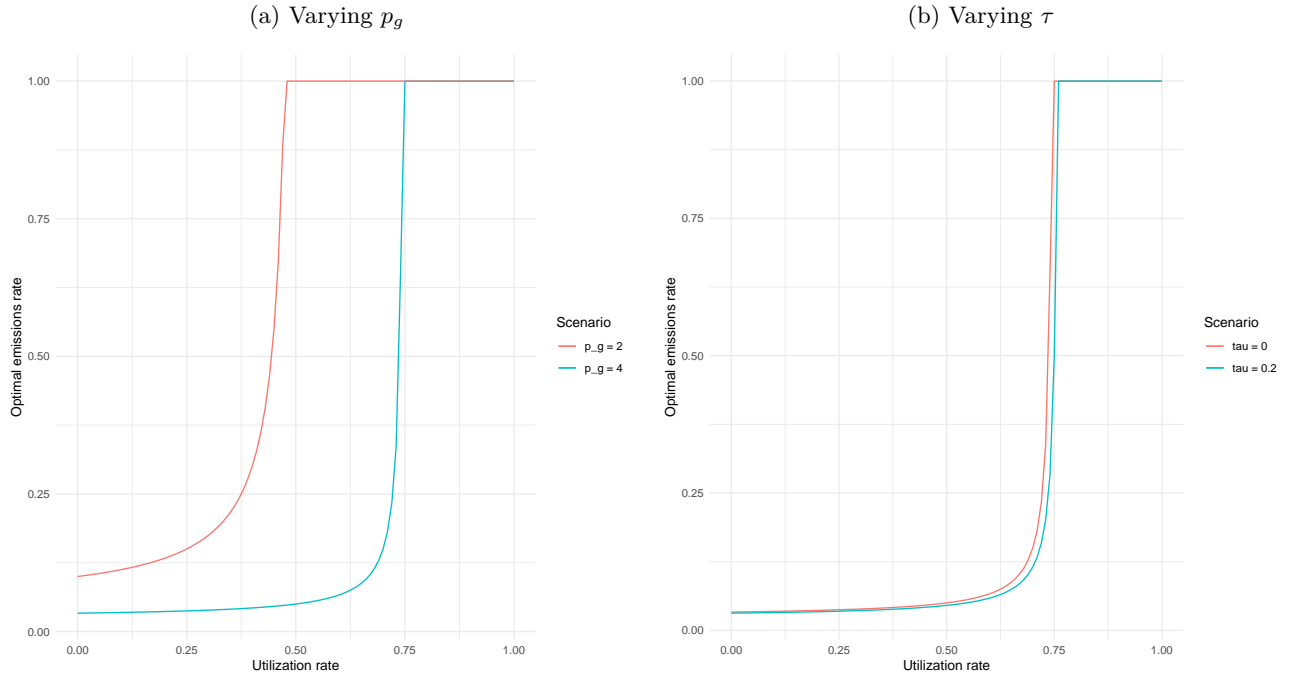 (a) Varying p_g
1.00
0.75
0.50
0.25
0.00
Optimal emissions rate
0.00 0.25 0.50 0.75 1.00
Utilization rate
Scenario
p_g = 2
p_g = 4
(b) Varying τ
1.00
0.75
0.50
0.25
0.00
Optimal emissions rate
0.00 0.25 0.50 0.75 1.00
Utilization rate
Scenario
tau = 0
tau = 0.2